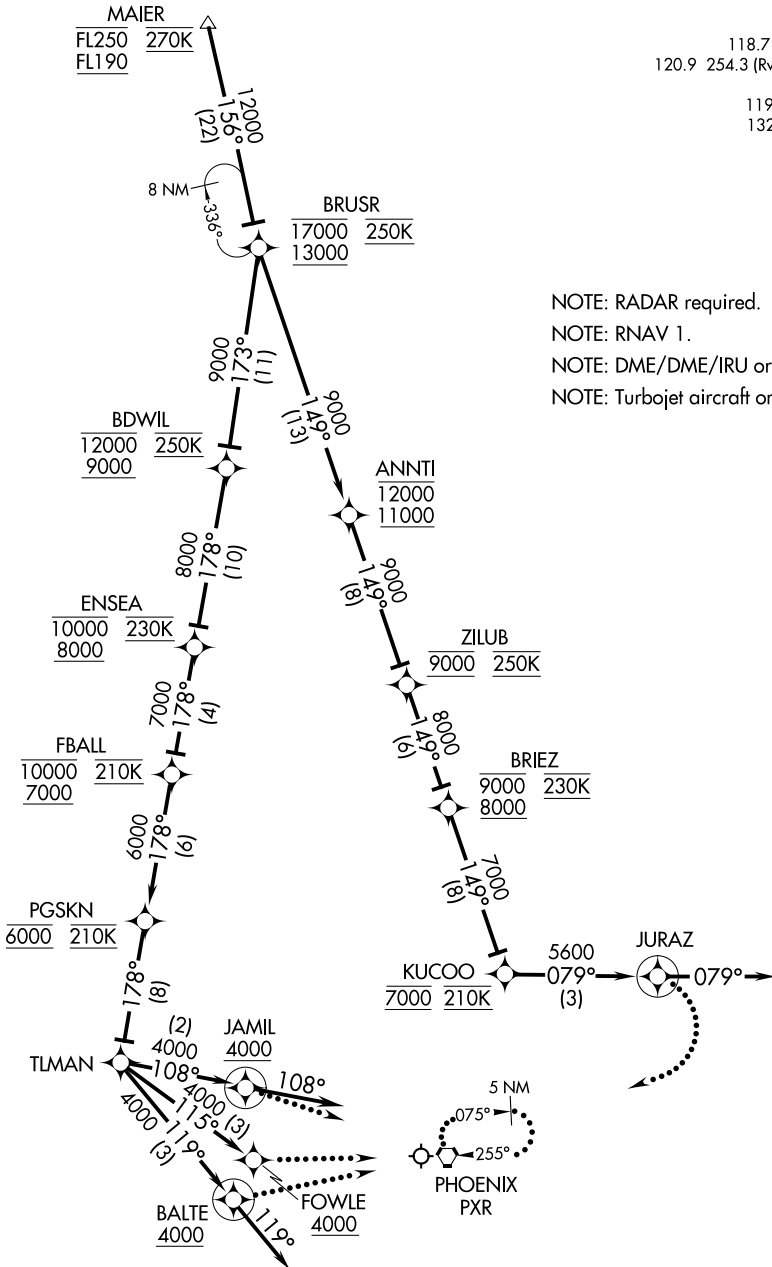 MAIER
FL250 270K
FL190
118.7
120.9 254.3 (Rw
119
132
12000
156°
(22)
8 NM
336°
BRUSR
17000 250K
13000
NOTE: RADAR required.
NOTE: RNAV 1.
NOTE: DME/DME/IRU or
NOTE: Turbojet aircraft on
9000
173°
(11)
9000
149°
(13)
BDWIL
12000 250K
9000
ANNTI
12000
11000
8000
178°
(10)
9000
149°
(8)
ENSEA
10000 230K
8000
ZILUB
9000 250K
7000
178°
(4)
8000
149°
(6)
FBALL
10000 210K
7000
BRIEZ
9000 230K
8000
6000
178°
(6)
7000
149°
(8)
PGSKN
6000 210K
KUCOO
7000 210K
5600
079°
(3)
JURAZ
079°
178°
(8)
TLMAN
(2)
4000
108°
JAMIL
4000
108°
4000 (3)
115°
4000
119°
(3)
5 NM
075°
255°
PHOENIX
PXR
FOWLE
4000
BALTE
4000
119°